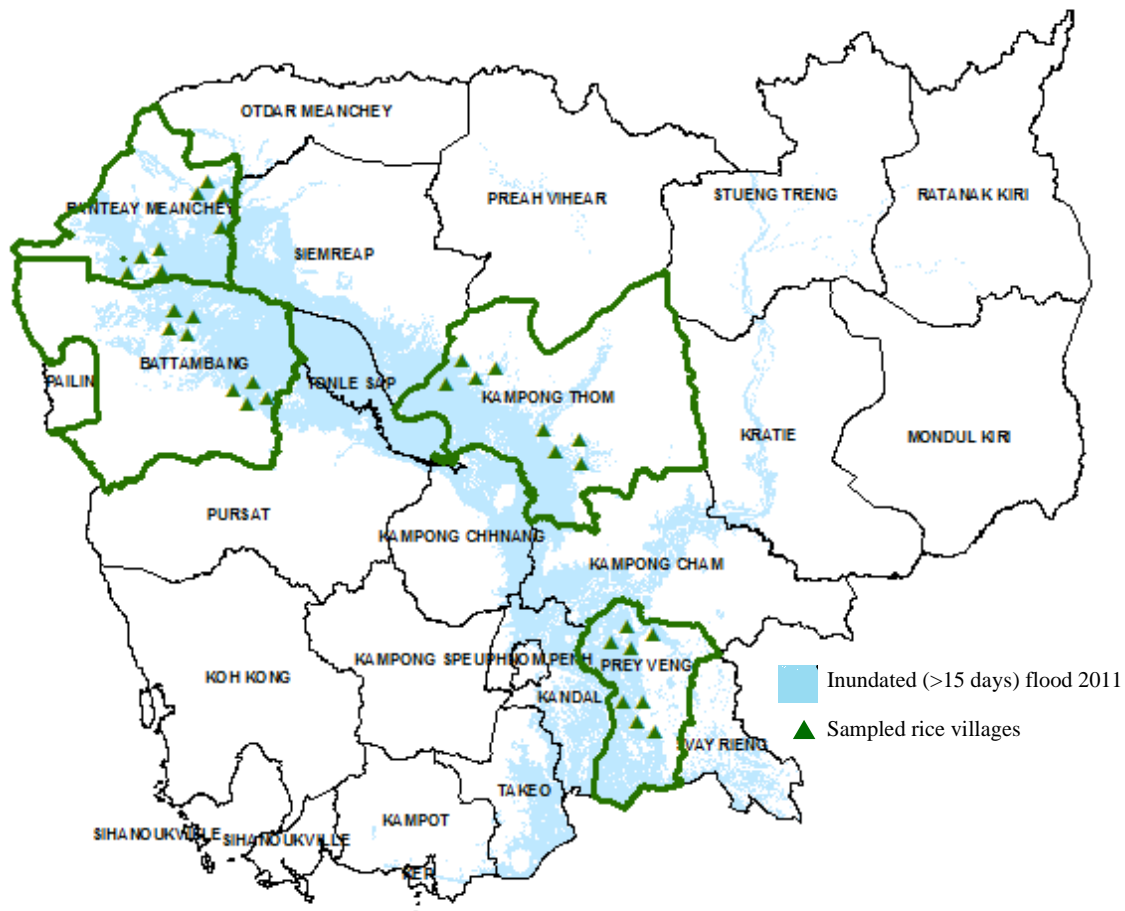 OTDAR MEANCHEY
BANTEAY MEANCHEY
PREAH VIHEAR
STUENG TRENG
RATANAK KIRI
SIEMREAP
BATTAMBANG
PAILIN
TONLE SAP
KAMPONG THOM
KRATIE
MONDUL KIRI
PURSAT
KAMPONG CHHNANG
KAMPONG CHAM
KAMPONG SPEUPHNOM PENH
PREY VENG
KOH KONG
KANDAL
Inundated (>15 days) flood 2011
Sampled rice villages
SVAY RIENG
TAKEO
KAMPOT
SIHANOUKVILLE
SIHANOUKVILLE
KEP